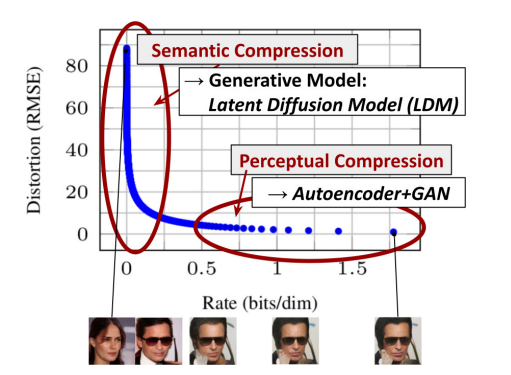 Semantic Compression
→ Generative Model:
Latent Diffusion Model (LDM)
Perceptual Compression
→ Autoencoder+GAN
Distortion (RMSE)
80
60
40
20
0
0
0.5
1
1.5
Rate (bits/dim)